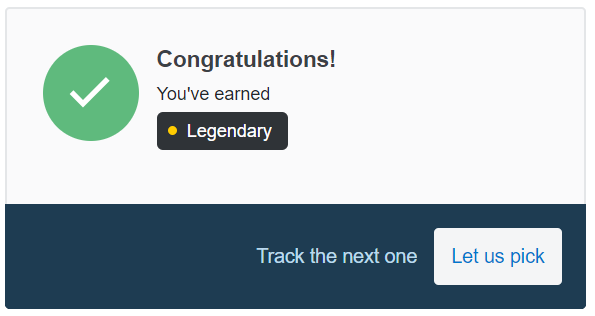 Congratulations!
You've earned
Legendary
Track the next one
Let us pick